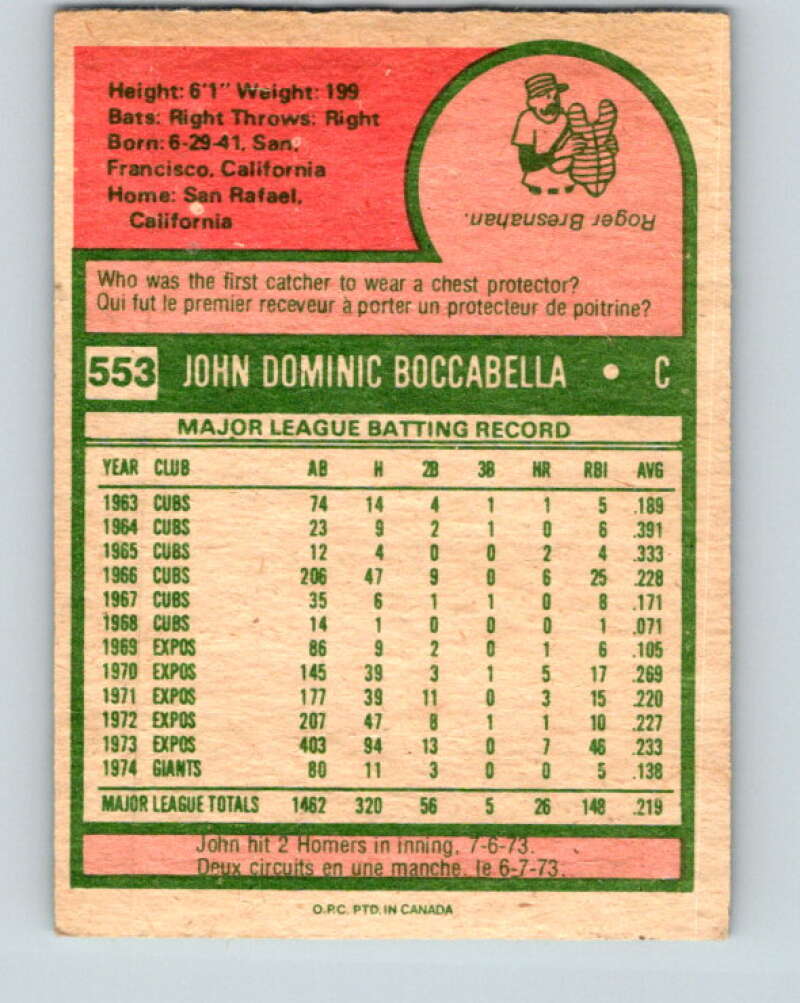 Height: 6'1" Weight: 199
Bats: Right Throws: Right
Born: 6-29-41, San
Francisco, California
Home: San Rafael,
California
Roger Bresnahan.
Who was the first catcher to wear a chest protector?
Qui fut le premier receveur à porter un protecteur de poitrine?
553 JOHN DOMINIC BOCCABELLA • C
MAJOR LEAGUE BATTING RECORD
YEAR CLUB AB H 2B 3B HR RBI AVG
1963 CUBS 74 14 4 1 1 5 .189
1964 CUBS 23 9 2 1 0 6 .391
1965 CUBS 12 4 0 0 2 4 .333
1966 CUBS 206 47 9 0 6 25 .228
1967 CUBS 35 6 1 1 0 8 .171
1968 CUBS 14 1 0 0 0 1 .071
1969 EXPOS 86 9 2 0 1 6 .105
1970 EXPOS 145 39 3 1 5 17 .269
1971 EXPOS 177 39 11 0 3 15 .220
1972 EXPOS 207 47 8 1 1 10 .227
1973 EXPOS 403 94 13 0 7 46 .233
1974 GIANTS 80 11 3 0 0 5 .138
MAJOR LEAGUE TOTALS 1462 320 56 5 26 148 .219
John hit 2 Homers in inning, 7-6-73.
Deux circuits en une manche, le 6-7-73.
O.P.C. PTD. IN CANADA